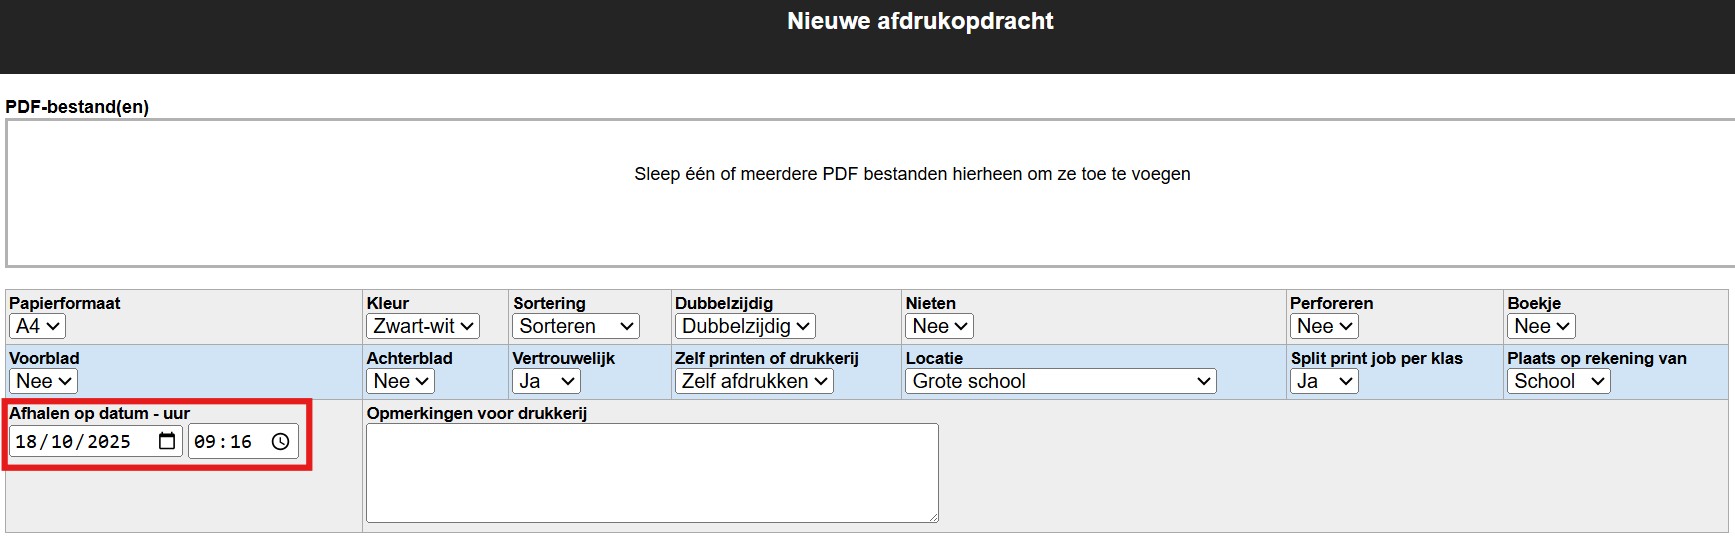 Nieuwe afdrukopdracht
PDF-bestand(en)
Sleep één of meerdere PDF bestanden hierheen om ze toe te voegen
Papierformaat Kleur Sortering Dubbelzijdig Nieten Perforeren Boekje
A4 Zwart-wit Sorteren Dubbelzijdig Nee Nee Nee
Voorblad Achterblad Vertrouwelijk Zelf printen of drukkerij Locatie Split print job per klas Plaats op rekening van
Nee Nee Ja Zelf afdrukken Grote school Ja School
Afhalen op datum - uur Opmerkingen voor drukkerij
18/10/2025 09:16